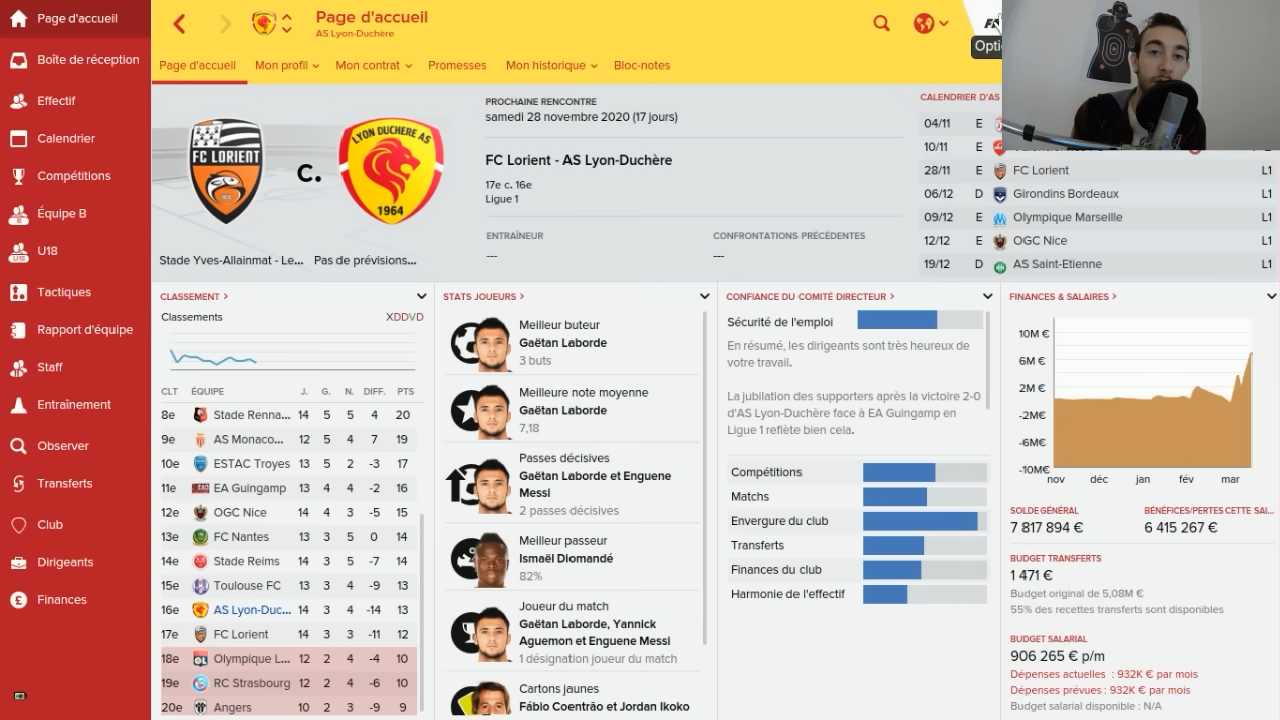 Page d'accueil
Boîte de réception
Effectif
Calendrier
Compétitions
Équipe B
U18
Tactiques
Rapport d'équipe
Staff
Entraînement
Observer
Transferts
Club
Dirigeants
Finances
Page d'accueil
AS Lyon-Duchère
Opti
Page d'accueil
Mon profil
Mon contrat
Promesses
Mon historique
Bloc-notes
FC LORIENT
c.
LYON DUCHERE AS
1964
Stade Yves-Allainmat - Le...
Pas de prévisions...
PROCHAINE RENCONTRE
samedi 28 novembre 2020 (17 jours)
FC Lorient - AS Lyon-Duchère
17e c. 16e
Ligue 1
ENTRAÎNEUR
---
CONFRONTATIONS PRÉCÉDENTES
---
CALENDRIER D'AS
04/11 E
10/11 E
28/11 E FC Lorient L1
06/12 D Girondins Bordeaux L1
09/12 E Olympique Marseille L1
12/12 E OGC Nice L1
19/12 D AS Saint-Etienne L1
CLASSEMENT >
Classements XDDVD
CLT ÉQUIPE J. G. N. DIFF. PTS
8e Stade Renna... 14 5 5 4 20
9e AS Monaco... 12 5 4 7 19
10e ESTAC Troyes 13 5 2 -3 17
11e EA Guingamp 13 4 4 -2 16
12e OGC Nice 14 4 3 -5 15
13e FC Nantes 13 3 5 0 14
14e Stade Reims 14 3 5 -7 14
15e Toulouse FC 13 3 4 -9 13
16e AS Lyon-Duc... 14 3 4 -14 13
17e FC Lorient 14 3 3 -11 12
18e Olympique L... 12 2 4 -4 10
19e RC Strasbourg 12 2 4 -6 10
20e Angers 10 2 3 -9 9
STATS JOUEURS >
Meilleur buteur
Gaëtan Laborde
3 buts
Meilleure note moyenne
Gaëtan Laborde
7,18
Passes décisives
Gaëtan Laborde et Enguene
Messi
2 passes décisives
Meilleur passeur
Ismaël Diomandé
82%
Joueur du match
Gaëtan Laborde, Yannick
Aguemon et Enguene Messi
1 désignation joueur du match
Cartons jaunes
Fábio Coentrão et Jordan Ikoko
CONFIANCE DU COMITÉ DIRECTEUR >
Sécurité de l'emploi
En résumé, les dirigeants sont très heureux de
votre travail.
La jubilation des supporters après la victoire 2-0
d'AS Lyon-Duchère face à EA Guingamp en
Ligue 1 reflète bien cela.
Compétitions
Matchs
Envergure du club
Transferts
Finances du club
Harmonie de l'effectif
FINANCES & SALAIRES >
10M €
6M €
2M €
-2M€
-6M€
-10M€
nov déc jan fév mar
SOLDE GÉNÉRAL
7 817 894 €
BÉNÉFICES/PERTES CETTE SAI...
6 415 267 €
BUDGET TRANSFERTS
1 471 €
Budget original de 5,08M €
55% des recettes transferts sont disponibles
BUDGET SALARIAL
906 265 € p/m
Dépenses actuelles : 932K € par mois
Dépenses prévues : 932K € par mois
Budget salarial disponible : N/A